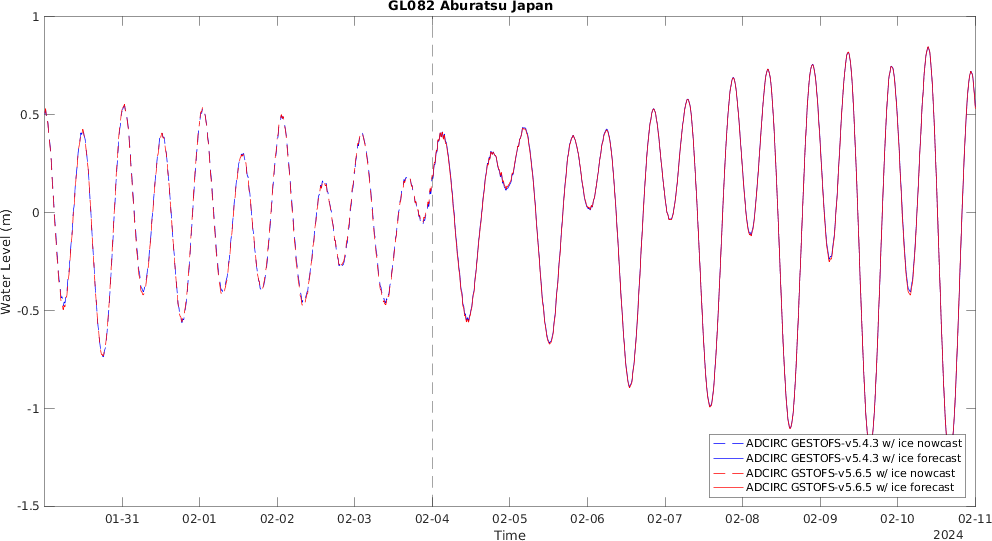 GL082 Aburatsu Japan
1
0.5
0
-0.5
-1
-1.5
Water Level (m)
01-31 02-01 02-02 02-03 02-04 02-05 02-06 02-07 02-08 02-09 02-10 02-11
Time
2024
ADCIRC GESTOFS-v5.4.3 w/ ice nowcast
ADCIRC GESTOFS-v5.4.3 w/ ice forecast
ADCIRC GSTOFS-v5.6.5 w/ ice nowcast
ADCIRC GSTOFS-v5.6.5 w/ ice forecast